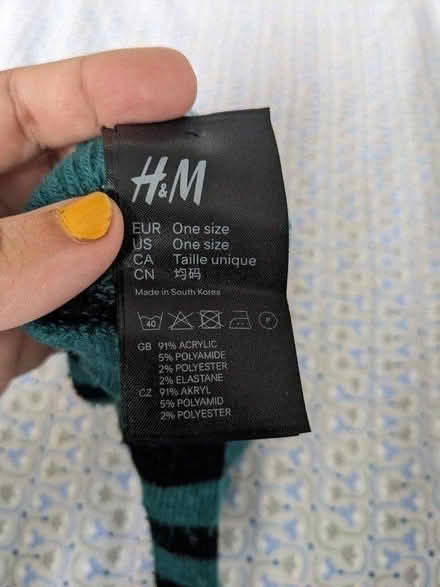 H&M
EUR One size
US One size
CA Taille unique
CN 均码
Made in South Korea
40 P
GB 91% ACRYLIC
5% POLYAMIDE
2% POLYESTER
2% ELASTANE
CZ 91% AKRYL
5% POLYAMID
2% POLYESTER